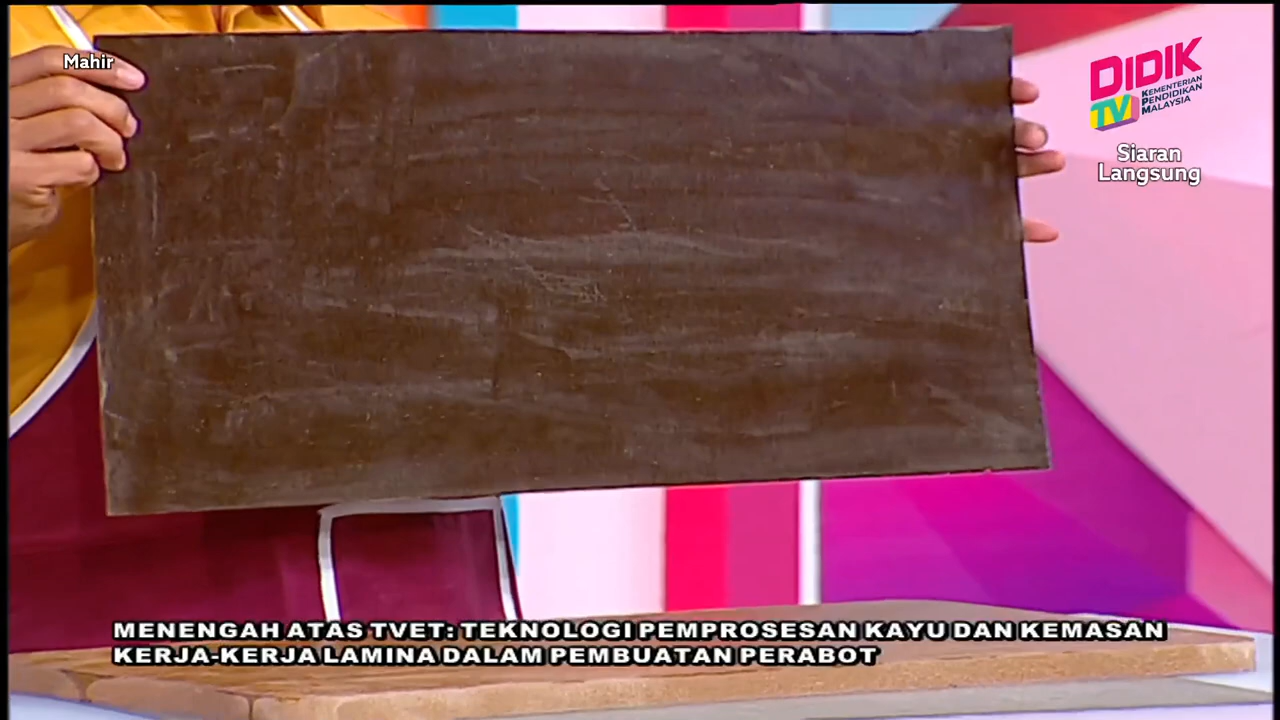 Mahir
DIDIK
TV
KEMENTERIAN
PENDIDIKAN
MALAYSIA
Siaran
Langsung
MENENGAH ATAS TVET: TEKNOLOGI PEMPROSESAN KAYU DAN KEMASAN
KERJA-KERJA LAMINA DALAM PEMBUATAN PERABOT